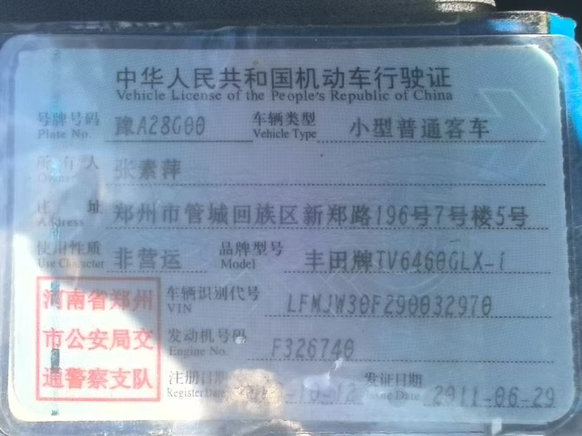 中华人民共和国机动车行驶证
Vehicle License of the People's Republic of China
号牌号码 豫A28G00 车辆类型 小型普通客车
Plate No. Vehicle Type
所有人 张素萍
Owner
住址 郑州市管城回族区新郑路196号7号楼5号
Address
使用性质 非营运 品牌型号 丰田牌TV6460GLX-I
Use Character Model
河南省郑州
市公安局交
通警察支队
车辆识别代号 LFMJW30F290032970
VIN
发动机号码 F326740
Engine No.
注册日期 -10-12 发证日期 2011-06-29
Register Date Issue Date